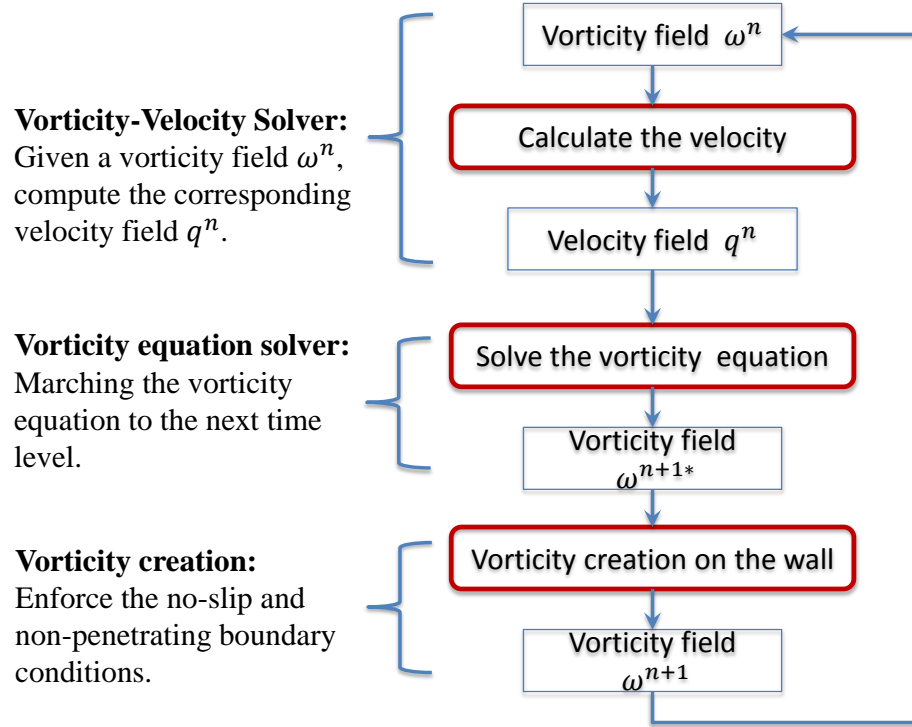 Vorticity field ωⁿ
Vorticity-Velocity Solver:
Given a vorticity field ωⁿ,
compute the corresponding
velocity field qⁿ.
Calculate the velocity
Velocity field qⁿ
Vorticity equation solver:
Marching the vorticity
equation to the next time
level.
Solve the vorticity equation
Vorticity field
ωⁿ⁺¹*
Vorticity creation:
Enforce the no-slip and
non-penetrating boundary
conditions.
Vorticity creation on the wall
Vorticity field
ωⁿ⁺¹